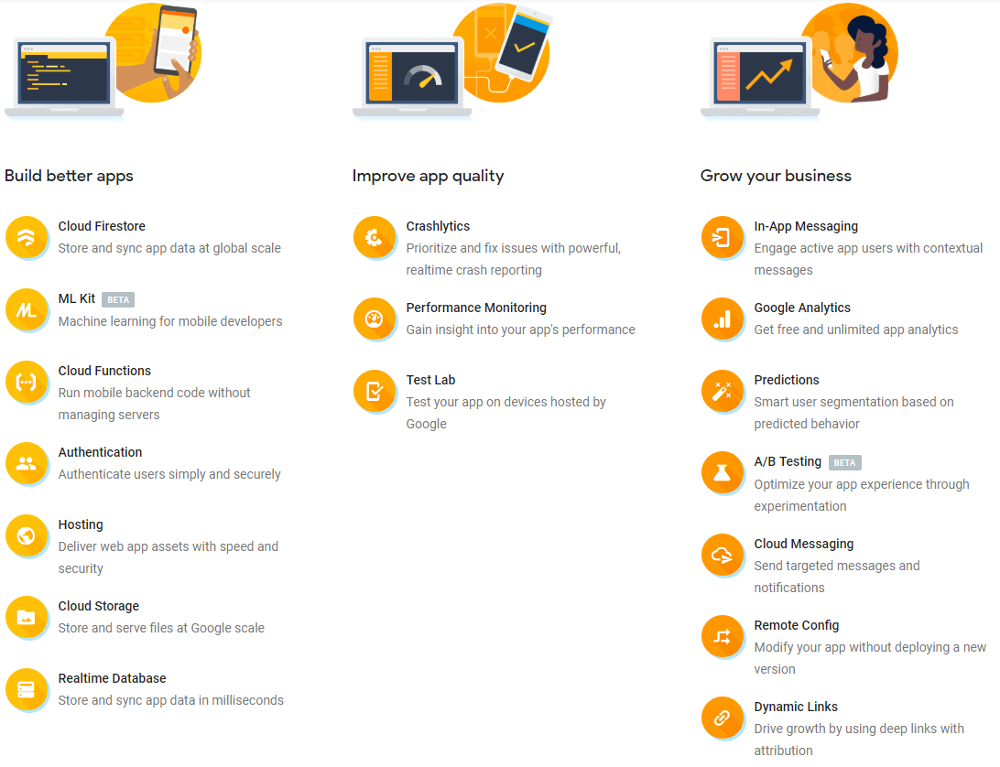 Build better apps
Cloud Firestore
Store and sync app data at global scale
ML Kit BETA
Machine learning for mobile developers
Cloud Functions
Run mobile backend code without
managing servers
Authentication
Authenticate users simply and securely
Hosting
Deliver web app assets with speed and
security
Cloud Storage
Store and serve files at Google scale
Realtime Database
Store and sync app data in milliseconds
Improve app quality
Crashlytics
Prioritize and fix issues with powerful,
realtime crash reporting
Performance Monitoring
Gain insight into your app's performance
Test Lab
Test your app on devices hosted by
Google
Grow your business
In-App Messaging
Engage active app users with contextual
messages
Google Analytics
Get free and unlimited app analytics
Predictions
Smart user segmentation based on
predicted behavior
A/B Testing BETA
Optimize your app experience through
experimentation
Cloud Messaging
Send targeted messages and
notifications
Remote Config
Modify your app without deploying a new
version
Dynamic Links
Drive growth by using deep links with
attribution